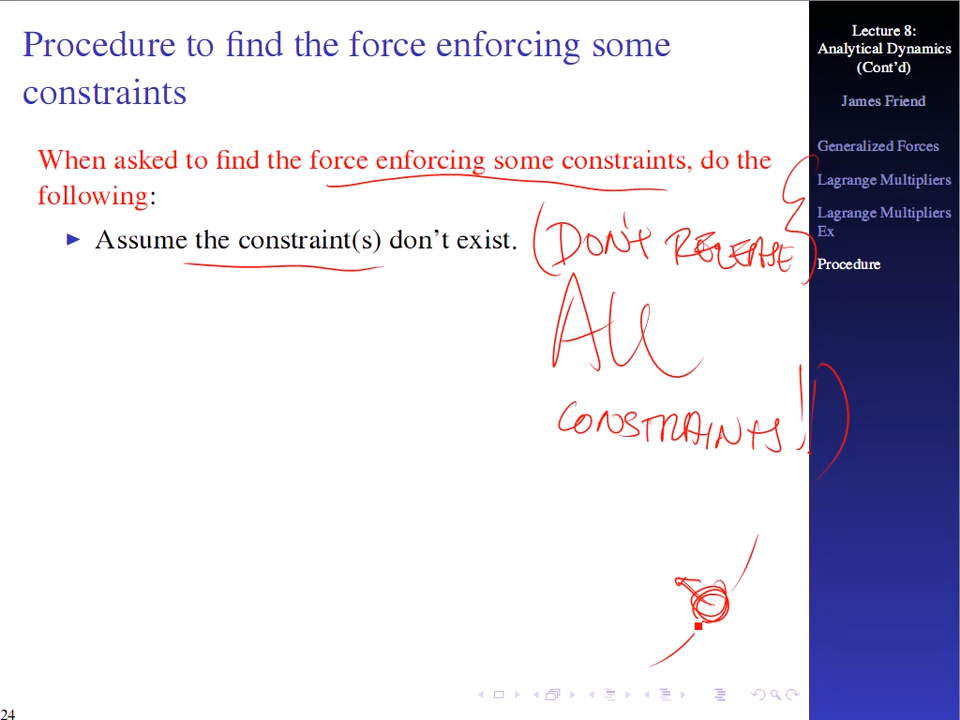 Procedure to find the force enforcing some
constraints
When asked to find the force enforcing some constraints, do the
following:
▶ Assume the constraint(s) don't exist.
(DON'T RELEASE
ALL
CONSTRAINTS!)
Lecture 8:
Analytical Dynamics
(Cont'd)
James Friend
Generalized Forces
Lagrange Multipliers
Lagrange Multipliers
Ex
Procedure
24